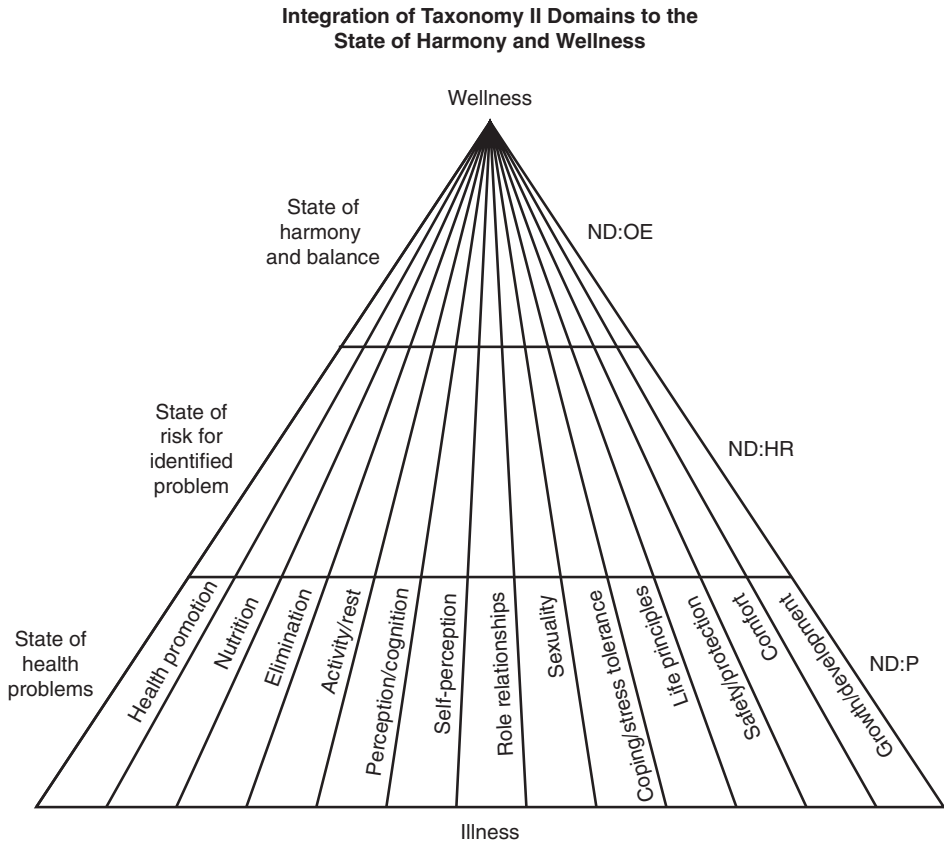 Integration of Taxonomy II Domains to the
State of Harmony and Wellness
Wellness
State of
harmony
and balance
ND:OE
State of
risk for
identified
problem
ND:HR
State of
health
problems
Health promotion
Nutrition
Elimination
Activity/rest
Perception/cognition
Self-perception
Role relationships
Sexuality
Coping/stress tolerance
Life principles
Safety/protection
Comfort
Growth/development
ND:P
Illness